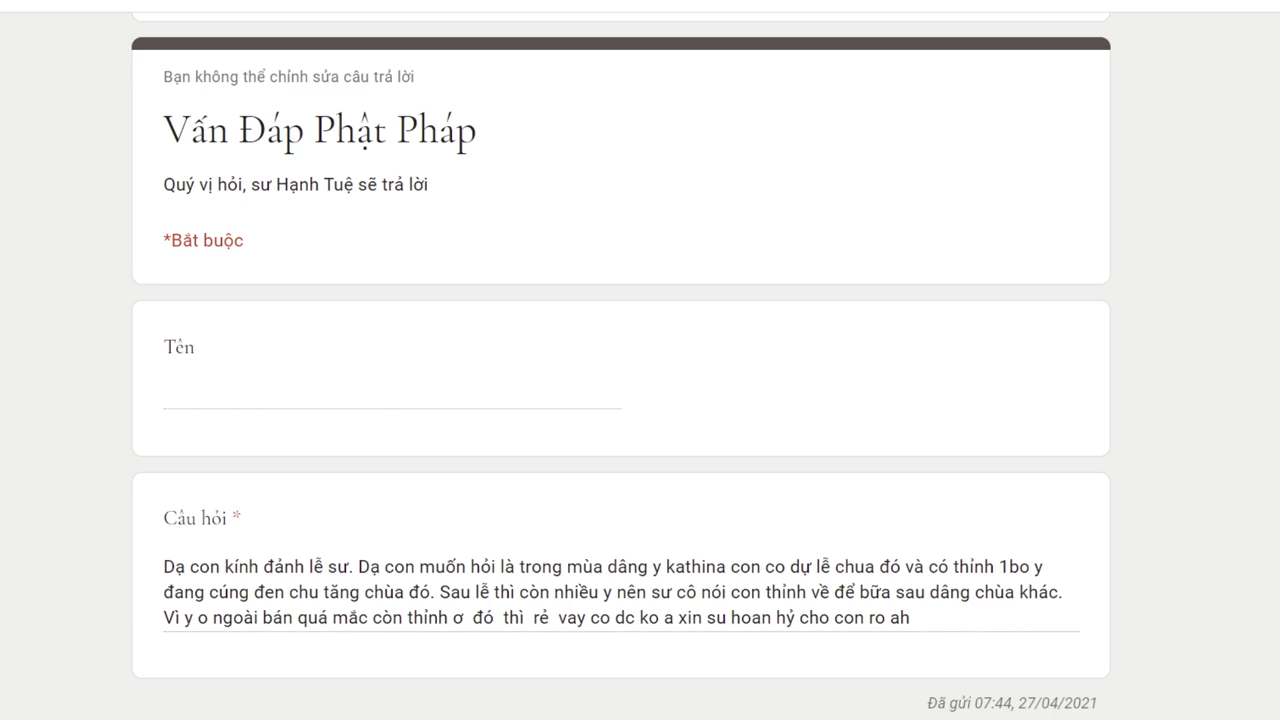 Bạn không thể chỉnh sửa câu trả lời
Vấn Đáp Phật Pháp
Quý vị hỏi, sư Hạnh Tuệ sẽ trả lời
*Bắt buộc
Tên
Câu hỏi *
Dạ con kính đảnh lễ sư. Dạ con muốn hỏi là trong mùa dâng y kathina con co dự lễ chua đó và có thỉnh 1bo y
đang cúng đen chu tăng chùa đó. Sau lễ thì còn nhiều y nên sư cô nói con thỉnh về để bữa sau dâng chùa khác.
Vì y o ngoài bán quá mắc còn thỉnh ơ đó thì rẻ vay co dc ko a xin su hoan hỷ cho con ro ah
Đã gửi 07:44, 27/04/2021